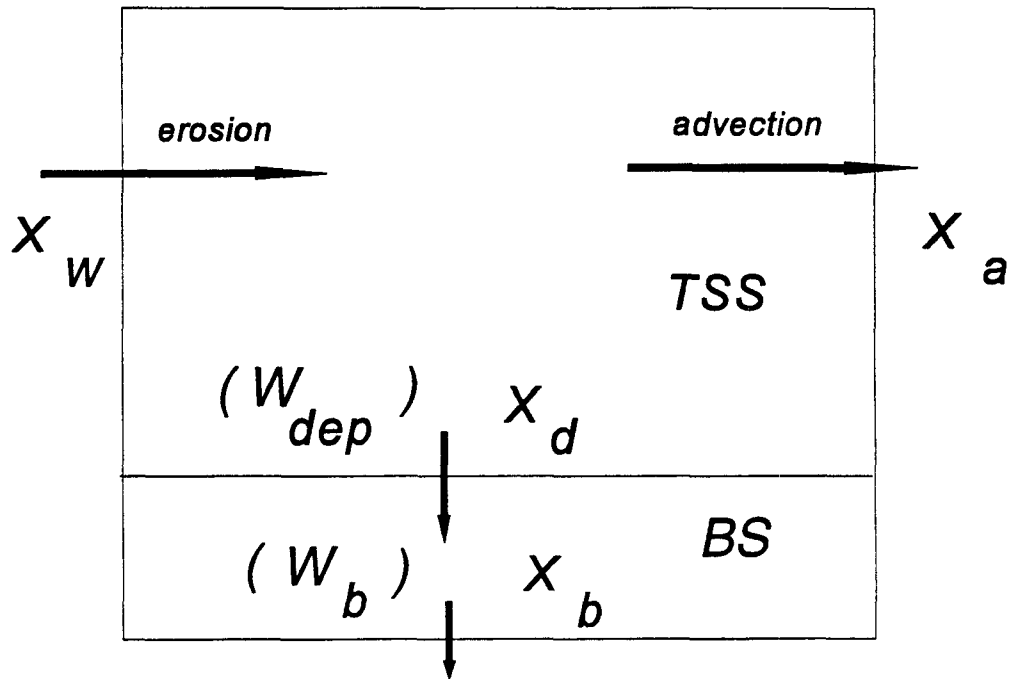 erosion
advection
X w
X a
TSS
( W dep ) X d
BS
( W b ) X b